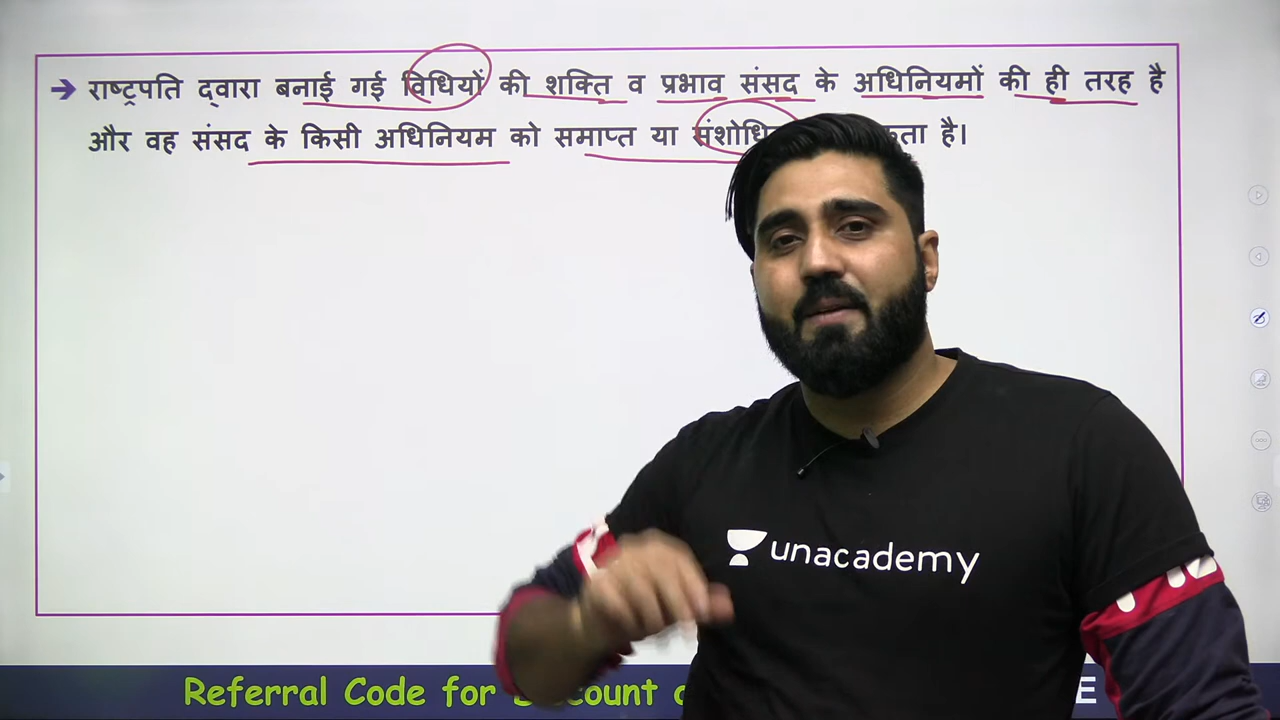 राष्ट्रपति द्वारा बनाई गई विधियों की शक्ति व प्रभाव संसद के अधिनियमों की ही तरह है
और वह संसद के किसी अधिनियम को समाप्त या है।
unacademy
Referral Code for